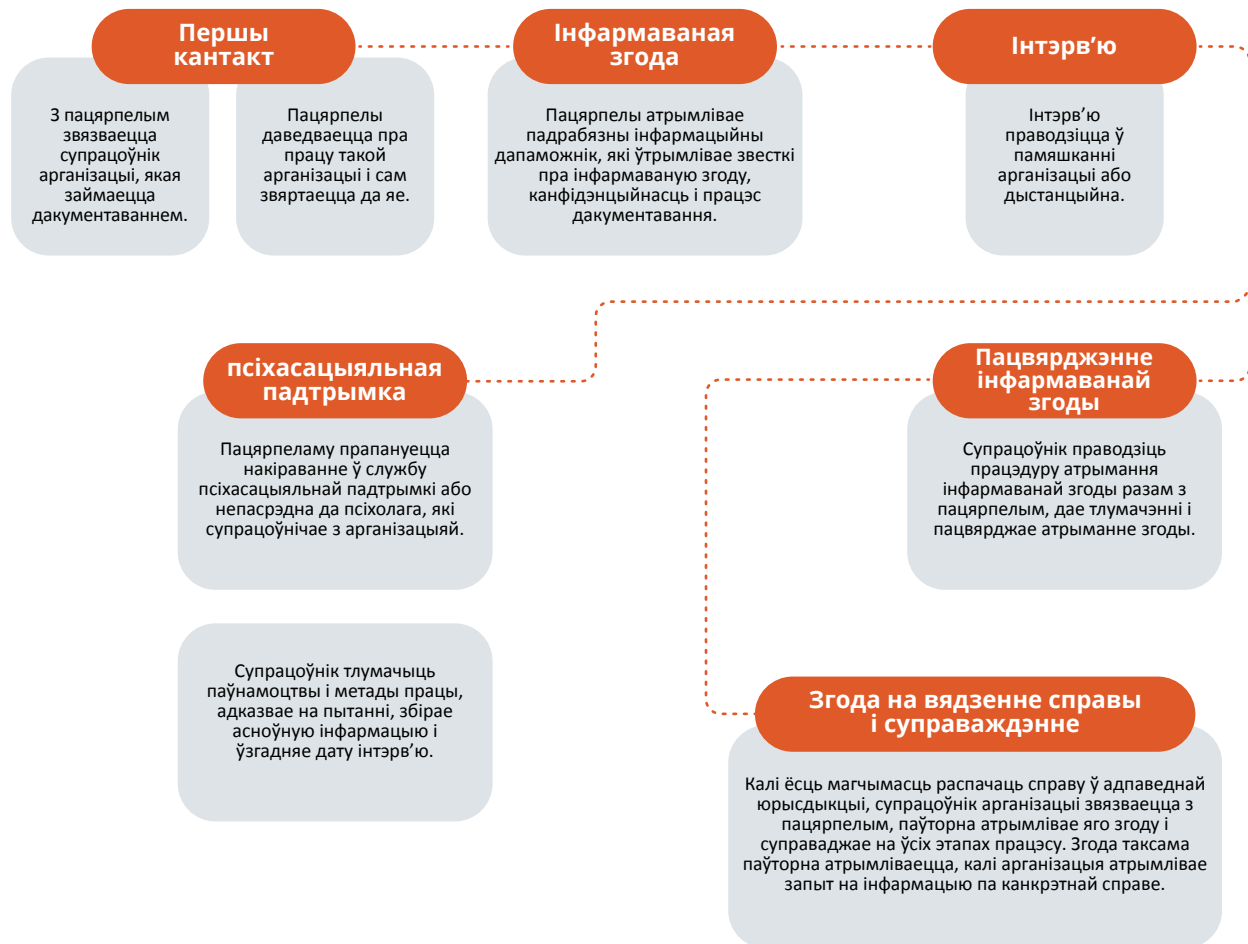 Першы
кантакт
З пацярпелым
звязваецца
супрацоўнік
арганізацыі, якая
займаецца
дакументаваннем.
Пацярпелы
даведваецца пра
працу такой
арганізацыі і сам
звяртаецца да яе.
Інфармаваная
згода
Пацярпелы атрымлівае
падрабязны інфармацыйны
дапаможнік, які ўтрымлівае звесткі
пра інфармаваную згоду,
канфідэнцыйнасць і працэс
дакументавання.
Інтэрв’ю
Інтэрв’ю
праводзіцца ў
памяшканні
арганізацыі або
дыстанцыйна.
псіхасацыяльная
падтрымка
Пацярпеламу прапануецца
накіраванне ў службу
псіхасацыяльнай падтрымкі або
непасрэдна да псіхолага, які
супрацоўнічае з арганізацыяй.
Супрацоўнік тлумачыць
паўнамоцтвы і метады працы,
адказвае на пытанні, збірае
асноўную інфармацыю і
ўзгадняе дату інтэрв’ю.
Пацвярджэнне
інфармаванай
згоды
Супрацоўнік праводзіць
працэдуру атрымання
інфармаванай згоды разам з
пацярпелым, дае тлумачэнні і
пацвярджае атрыманне згоды.
Згода на вядзенне справы
і суправаждэнне
Калі ёсць магчымасць распачаць справу ў адпаведнай
юрысдыкцыі, супрацоўнік арганізацыі звязваецца з
пацярпелым, паўторна атрымлівае яго згоду і
суправаджае на ўсіх этапах працэсу. Згода таксама
паўторна атрымліваецца, калі арганізацыя атрымлівае
запыт на інфармацыю па канкрэтнай справе.